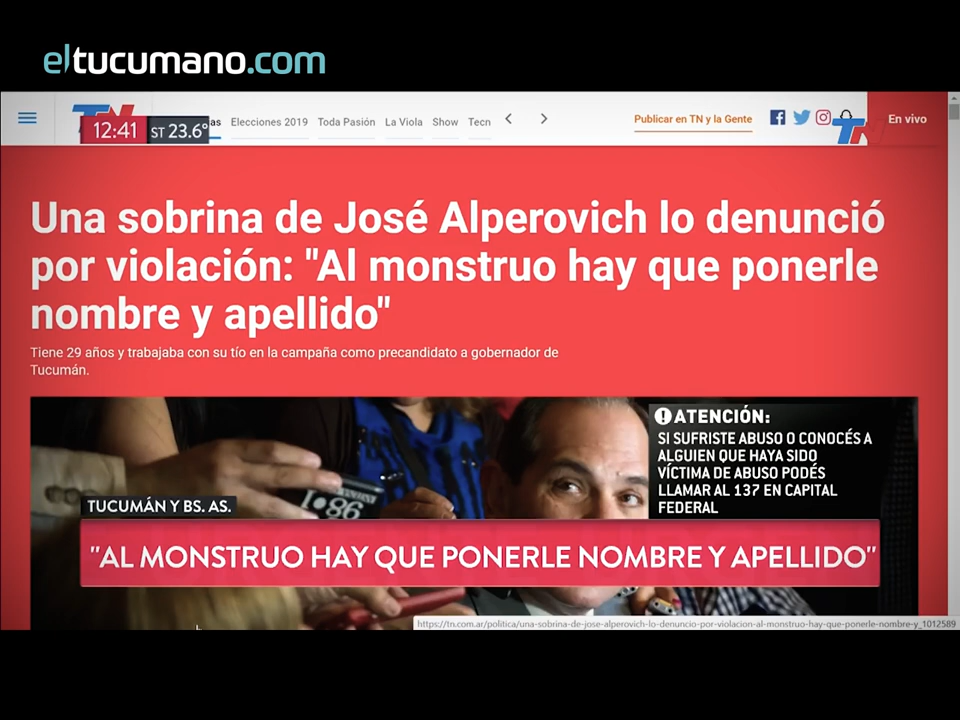 eltucumano.com
TN
12:41 ST 23.6°
as Elecciones 2019 Toda Pasión La Viola Show Tecn
Publicar en TN y la Gente
TN
En vivo
Una sobrina de José Alperovich lo denunció
por violación: "Al monstruo hay que ponerle
nombre y apellido"
Tiene 29 años y trabajaba con su tío en la campaña como precandidato a gobernador de
Tucumán.
ATENCIÓN:
SI SUFRISTE ABUSO O CONOCÉS A
ALGUIEN QUE HAYA SIDO
VÍCTIMA DE ABUSO PODÉS
LLAMAR AL 137 EN CAPITAL
FEDERAL
TUCUMÁN Y BS. AS.
"AL MONSTRUO HAY QUE PONERLE NOMBRE Y APELLIDO"
https://tn.com.ar/politica/una-sobrina-de-jose-alperovich-lo-denuncio-por-violacion-al-monstruo-hay-que-ponerle-nombre-y_1012589